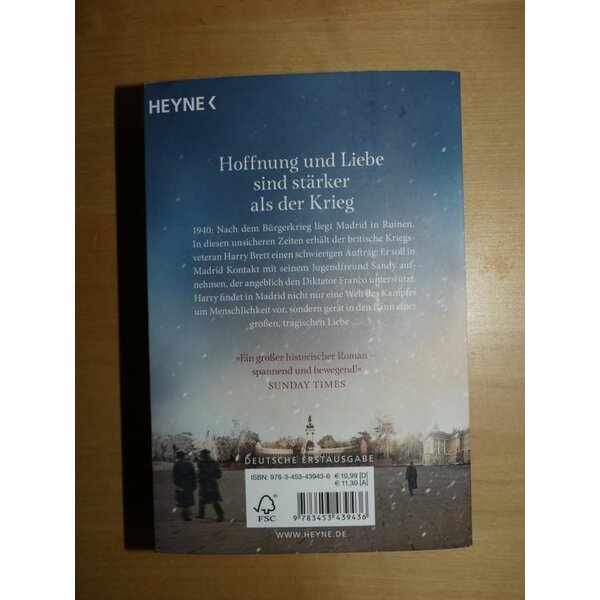 HEYNE<
Hoffnung und Liebe
sind stärker
als der Krieg
1940: Nach dem Bürgerkrieg liegt Madrid in Ruinen.
In diesen unsicheren Zeiten erhält der britische Kriegs-
veteran Harry Brett einen schwierigen Auftrag: Er soll in
Madrid Kontakt mit seinem Jugendfreund Sandy auf-
nehmen, der angeblich den Diktator Franco unterstützt.
Harry findet in Madrid nicht nur eine Welt des Kampfes
um Menschlichkeit vor, sondern gerät in den Bann einer
großen, tragischen Liebe ...
»Ein großer historischer Roman –
spannend und bewegend!«
SUNDAY TIMES
DEUTSCHE ERSTAUSGABE
ISBN: 978-3-453-43943-6 € 10,99 [D]
€ 11,30 [A]
FSC
9 783453 439436
WWW.HEYNE.DE